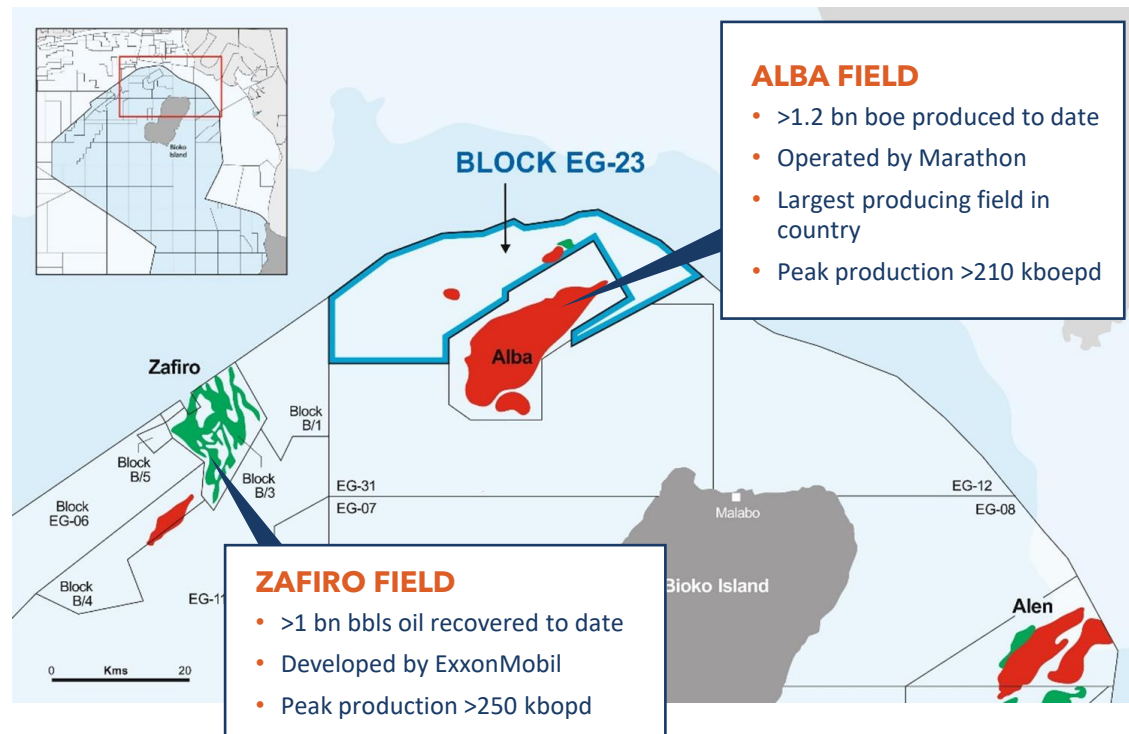 Bioko
Island
BLOCK EG-23
ALBA FIELD
• >1.2 bn boe produced to date
• Operated by Marathon
• Largest producing field in
country
• Peak production >210 kboepd
Alba
Zafiro
Block
B/1
Block
B/5
Block
B/3
Block
EG-06
Block
B/4
EG-31
EG-07
EG-11
EG-12
EG-08
Malabo
Bioko Island
Alen
ZAFIRO FIELD
• >1 bn bbls oil recovered to date
• Developed by ExxonMobil
• Peak production >250 kbopd
0 Kms 20